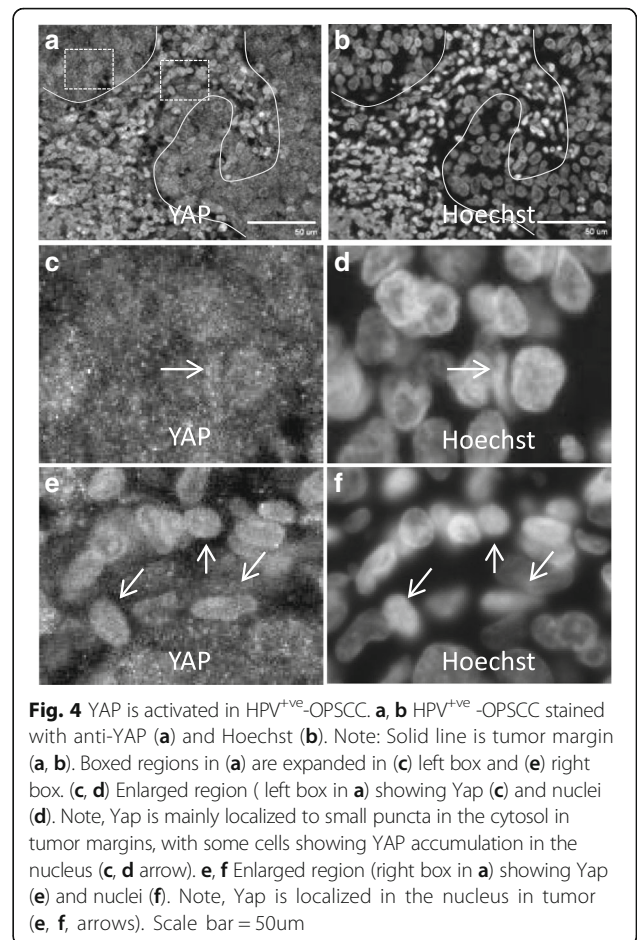 a
b
YAP
50 um
Hoechst
50 um
c
d
YAP
Hoechst
e
f
YAP
Hoechst
Fig. 4 YAP is activated in HPV+ve-OPSCC. a, b HPV+ve -OPSCC stained
with anti-YAP (a) and Hoechst (b). Note: Solid line is tumor margin
(a, b). Boxed regions in (a) are expanded in (c) left box and (e) right
box. (c, d) Enlarged region ( left box in a) showing Yap (c) and nuclei
(d). Note, Yap is mainly localized to small puncta in the cytosol in
tumor margins, with some cells showing YAP accumulation in the
nucleus (c, d arrow). e, f Enlarged region (right box in a) showing Yap
(e) and nuclei (f). Note, Yap is localized in the nucleus in tumor
(e, f, arrows). Scale bar = 50um